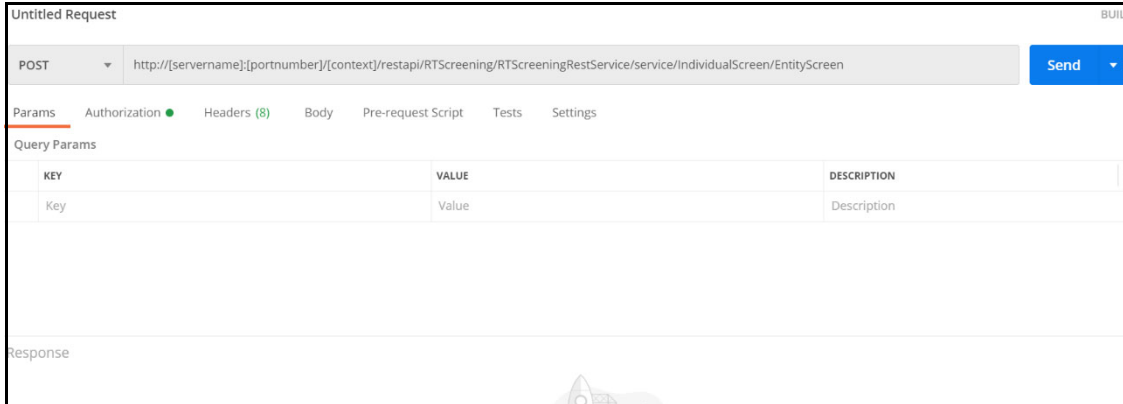 Untitled Request BUIL
POST http://[servername]:[portnumber]/[context]/restapi/RTScreening/RTScreeningRestService/service/IndividualScreen/EntityScreen Send
Params Authorization Headers (8) Body Pre-request Script Tests Settings
Query Params
KEY VALUE DESCRIPTION
Key Value Description
Response